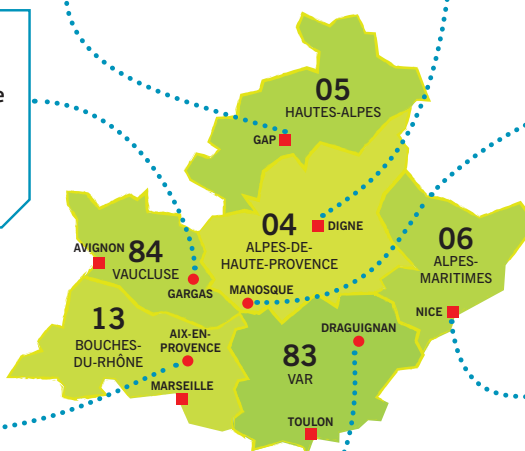 e
05
HAUTES-ALPES
GAP
04
ALPES-DE-
HAUTE-PROVENCE
DIGNE
06
ALPES-
MARITIMES
AVIGNON
84
VAUCLUSE
GARGAS
MANOSQUE
NICE
13
BOUCHES-
DU-RHÔNE
AIX-EN-
PROVENCE
MARSEILLE
DRAGUIGNAN
83
VAR
TOULON